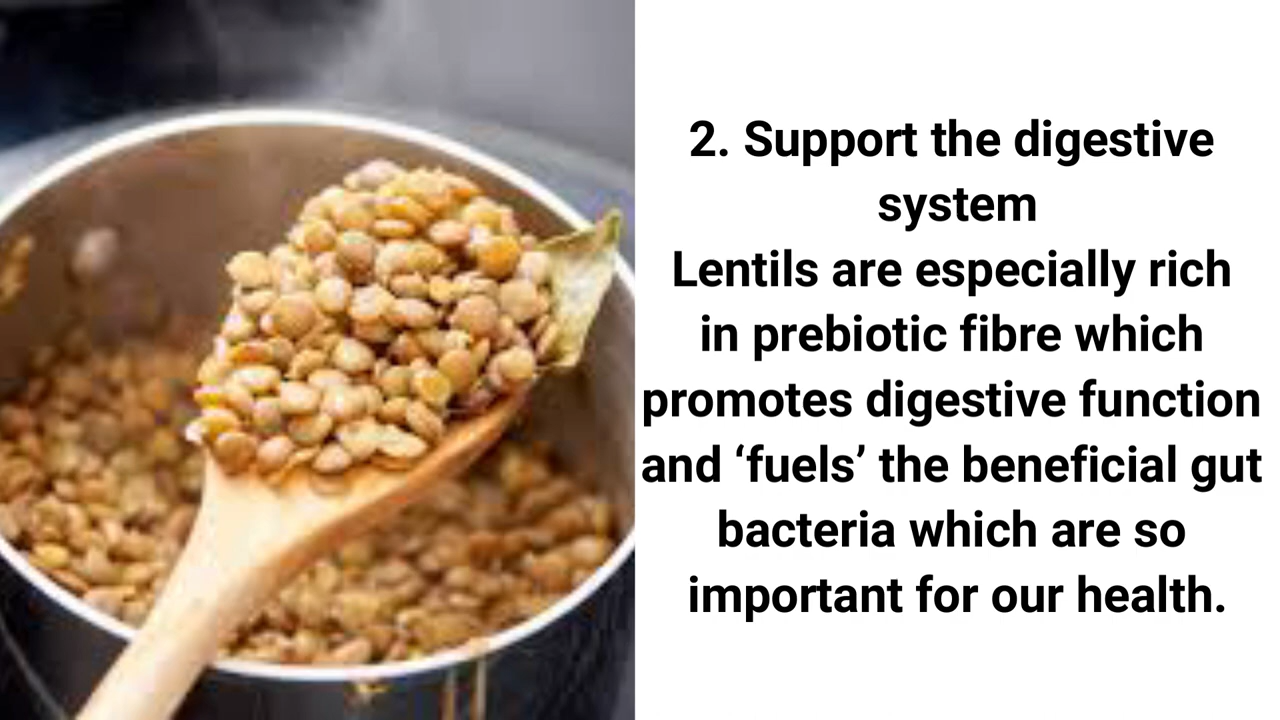 2. Support the digestive
system
Lentils are especially rich
in prebiotic fibre which
promotes digestive function
and ‘fuels’ the beneficial gut
bacteria which are so
important for our health.